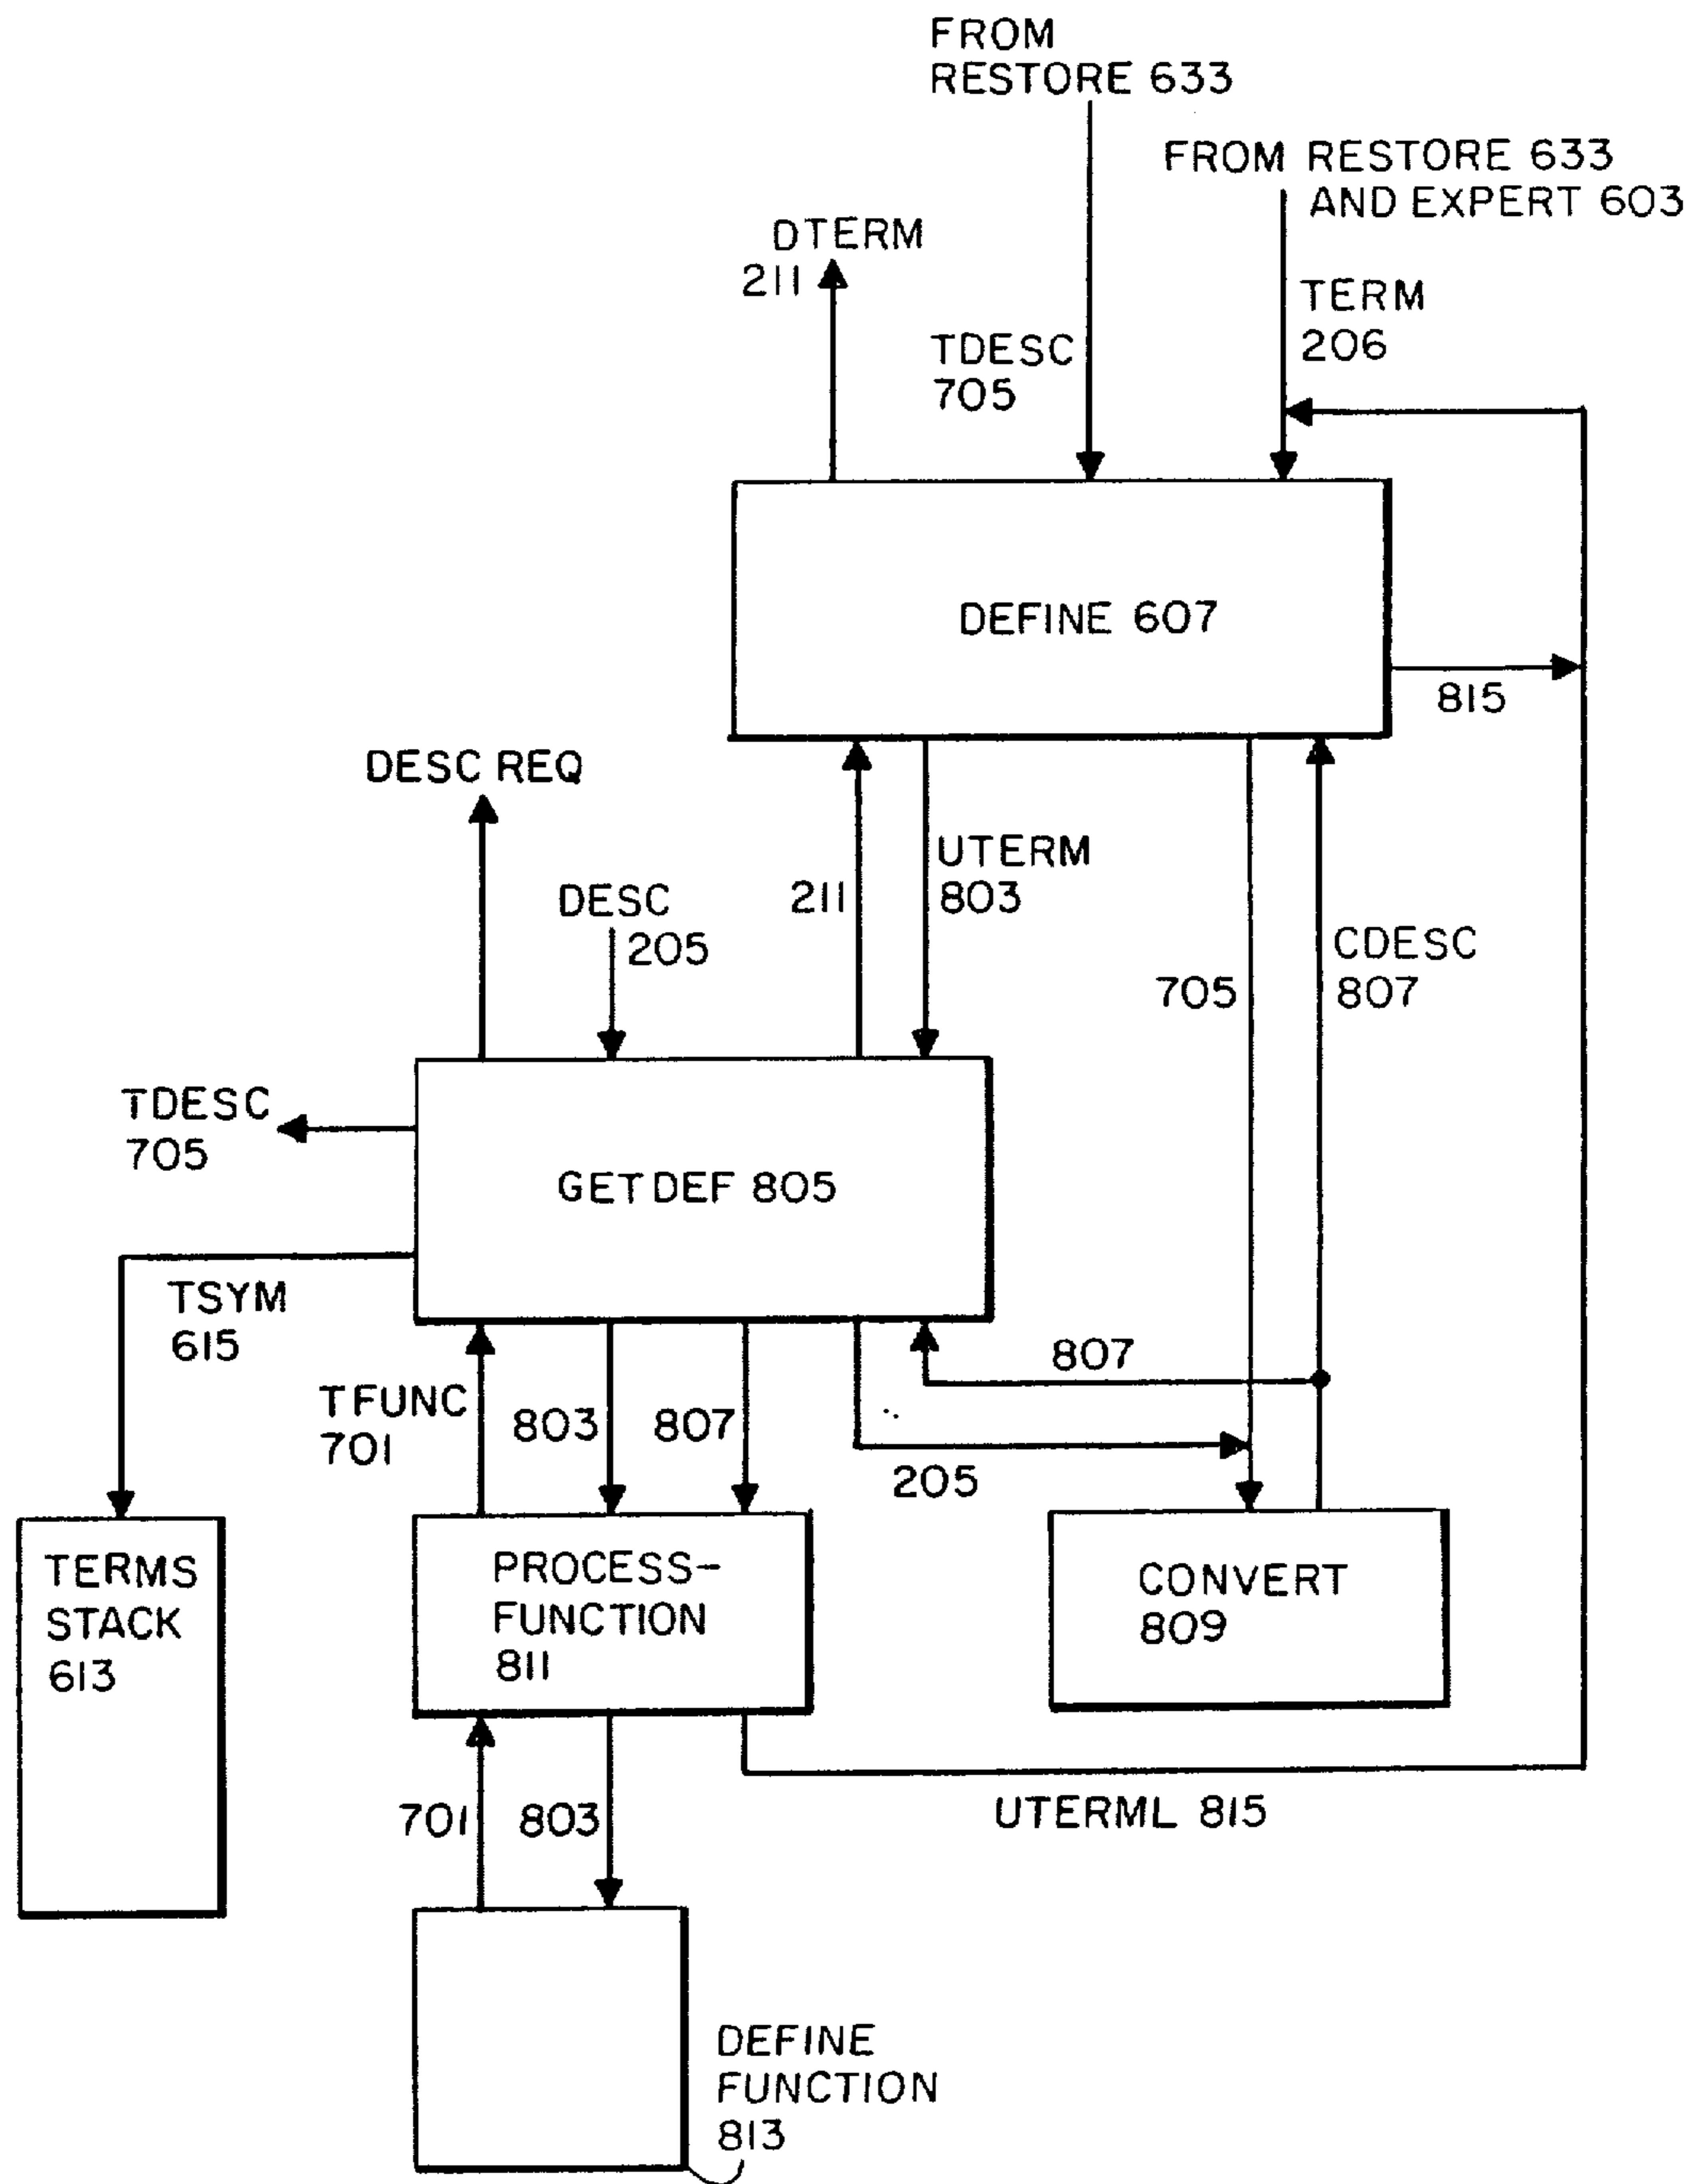 FROM
RESTORE 633
FROM RESTORE 633
AND EXPERT 603
DTERM
211
TERM
206
TDESC
705
DEFINE 607
815
DESC REQ
UTERM
803
211
DESC
205
CDESC
807
705
TDESC
705
GETDEF 805
TSYM
615
807
TFUNC
701
803
807
205
TERMS
STACK
613
PROCESS-
FUNCTION
811
CONVERT
809
701
803
UTERML 815
DEFINE
FUNCTION
813